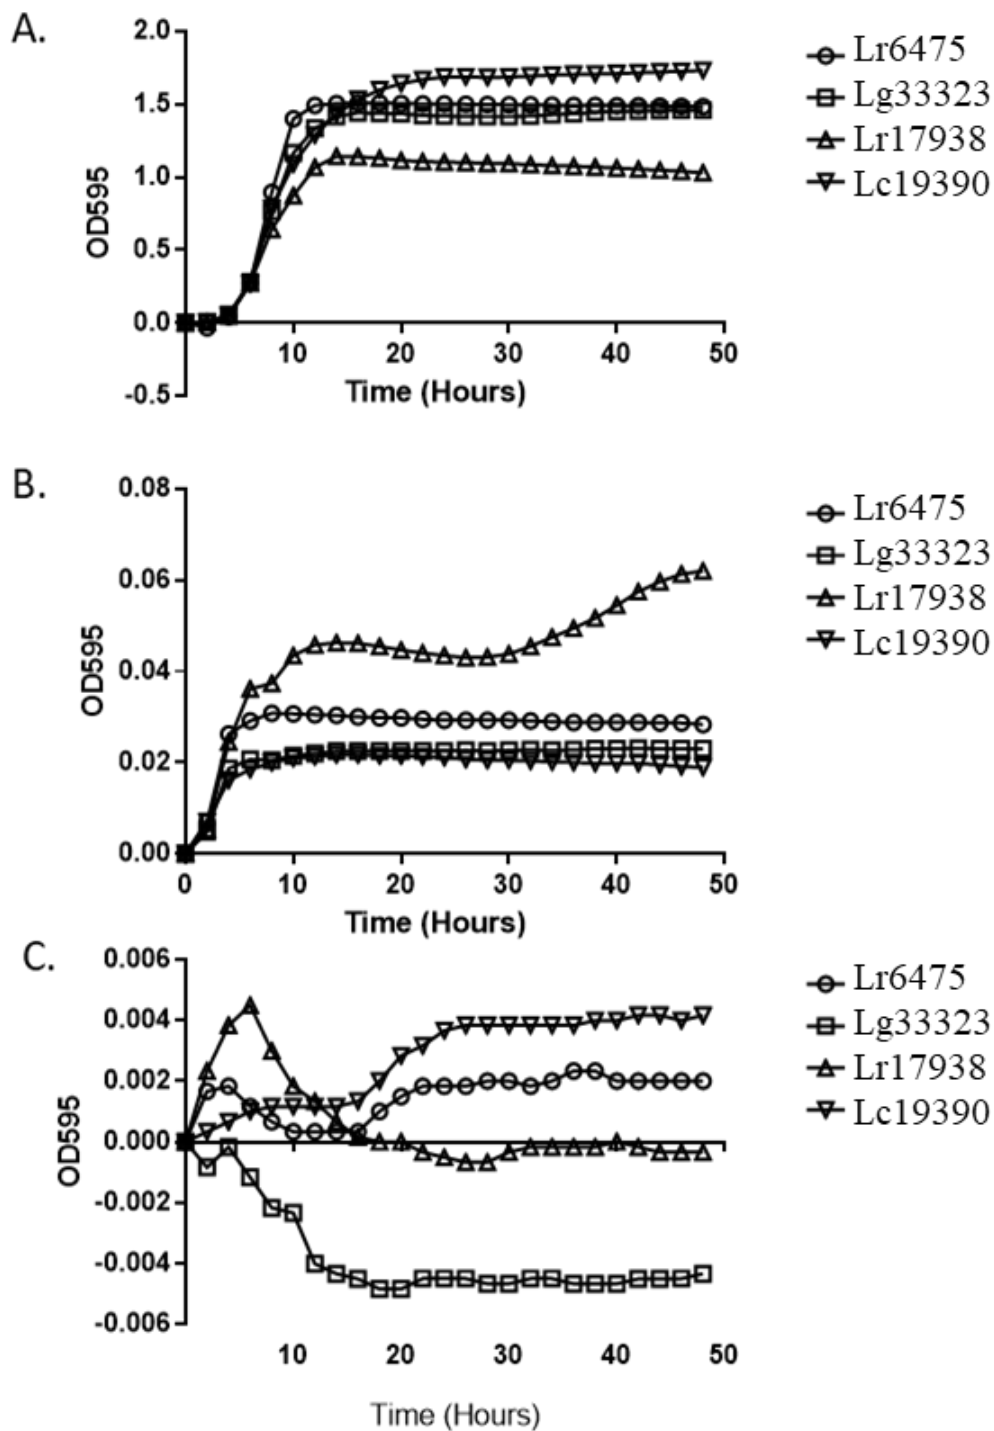 A.
2.0
1.5
1.0
0.5
0.0
-0.5
OD595
10 20 30 40 50
Time (Hours)
Lr6475
Lg33323
Lr17938
Lc19390
B.
0.08
0.06
0.04
0.02
0.00
OD595
0 10 20 30 40 50
Time (Hours)
Lr6475
Lg33323
Lr17938
Lc19390
C.
0.006
0.004
0.002
0.000
-0.002
-0.004
-0.006
OD595
10 20 30 40 50
Time (Hours)
Lr6475
Lg33323
Lr17938
Lc19390